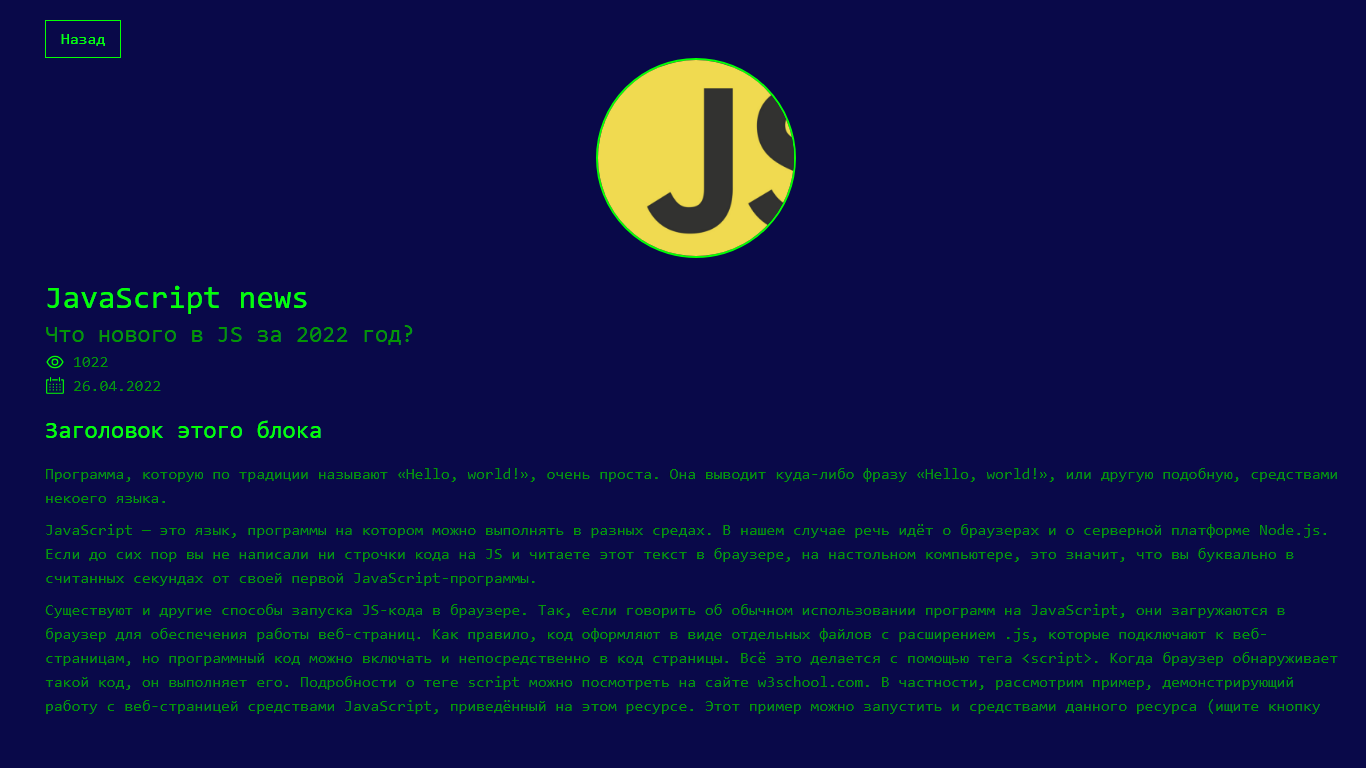 Назад
JS
JavaScript news
Что нового в JS за 2022 год?
1022
26.04.2022
Заголовок этого блока
Программа, которую по традиции называют «Hello, world!», очень проста. Она выводит куда-либо фразу «Hello, world!», или другую подобную, средствами
некоего языка.
JavaScript — это язык, программы на котором можно выполнять в разных средах. В нашем случае речь идёт о браузерах и о серверной платформе Node.js.
Если до сих пор вы не написали ни строчки кода на JS и читаете этот текст в браузере, на настольном компьютере, это значит, что вы буквально в
считанных секундах от своей первой JavaScript-программы.
Существуют и другие способы запуска JS-кода в браузере. Так, если говорить об обычном использовании программ на JavaScript, они загружаются в
браузер для обеспечения работы веб-страниц. Как правило, код оформляют в виде отдельных файлов с расширением .js, которые подключают к веб-
страницам, но программный код можно включать и непосредственно в код страницы. Всё это делается с помощью тега <script>. Когда браузер обнаруживает
такой код, он выполняет его. Подробности о теге script можно посмотреть на сайте w3school.com. В частности, рассмотрим пример, демонстрирующий
работу с веб-страницей средствами JavaScript, приведённый на этом ресурсе. Этот пример можно запустить и средствами данного ресурса (ищите кнопку